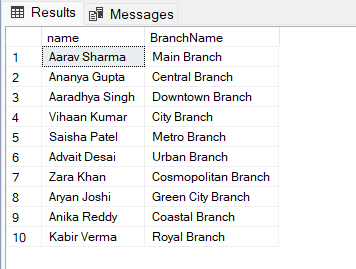 Results Messages
name BranchName
1 Aarav Sharma Main Branch
2 Ananya Gupta Central Branch
3 Aaradhya Singh Downtown Branch
4 Vihaan Kumar City Branch
5 Saisha Patel Metro Branch
6 Advait Desai Urban Branch
7 Zara Khan Cosmopolitan Branch
8 Aryan Joshi Green City Branch
9 Anika Reddy Coastal Branch
10 Kabir Verma Royal Branch